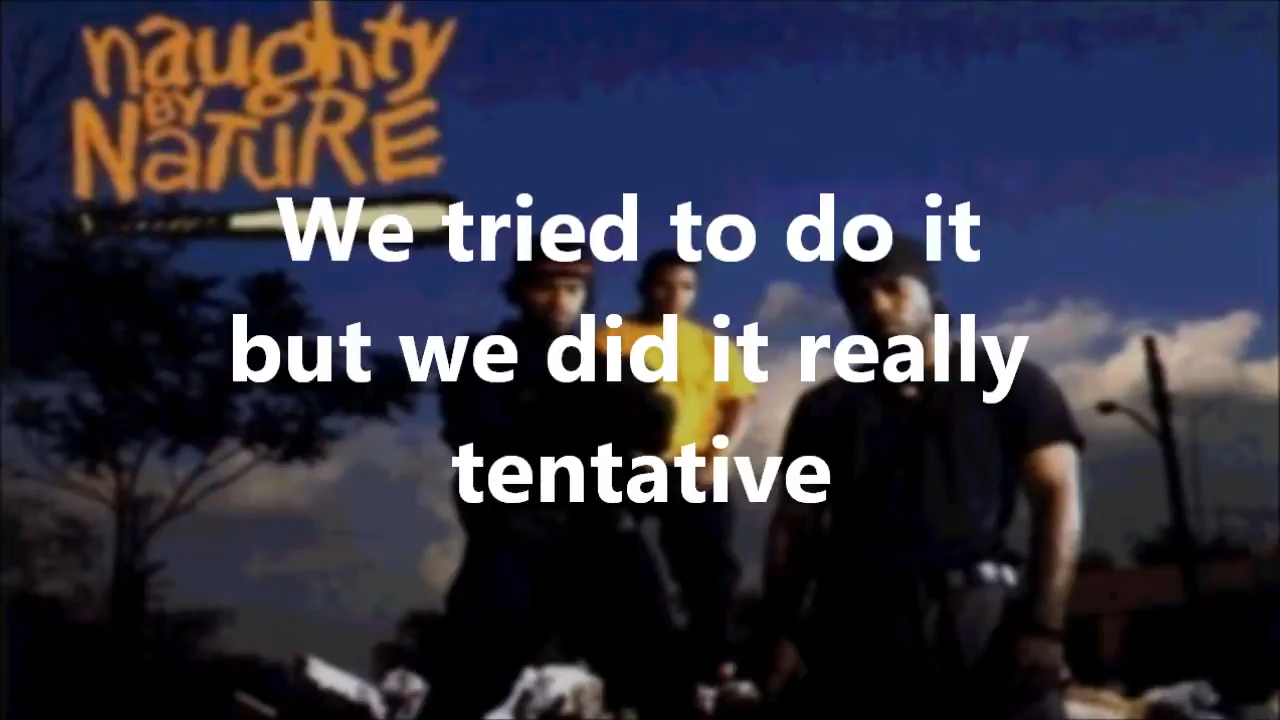 naughty
BY
NaTuRE
We tried to do it
but we did it really
tentative